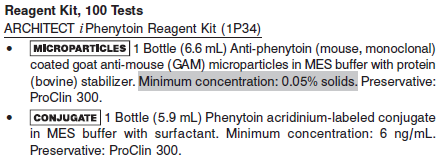 Reagent Kit, 100 Tests
ARCHITECT iPhenytoin Reagent Kit (1P34)
• MICROPARTICLES 1 Bottle (6.6 mL) Anti-phenytoin (mouse, monoclonal)
coated goat anti-mouse (GAM) microparticles in MES buffer with protein
(bovine) stabilizer. Minimum concentration: 0.05% solids. Preservative:
ProClin 300.
• CONJUGATE 1 Bottle (5.9 mL) Phenytoin acridinium-labeled conjugate
in MES buffer with surfactant. Minimum concentration: 6 ng/mL.
Preservative: ProClin 300.